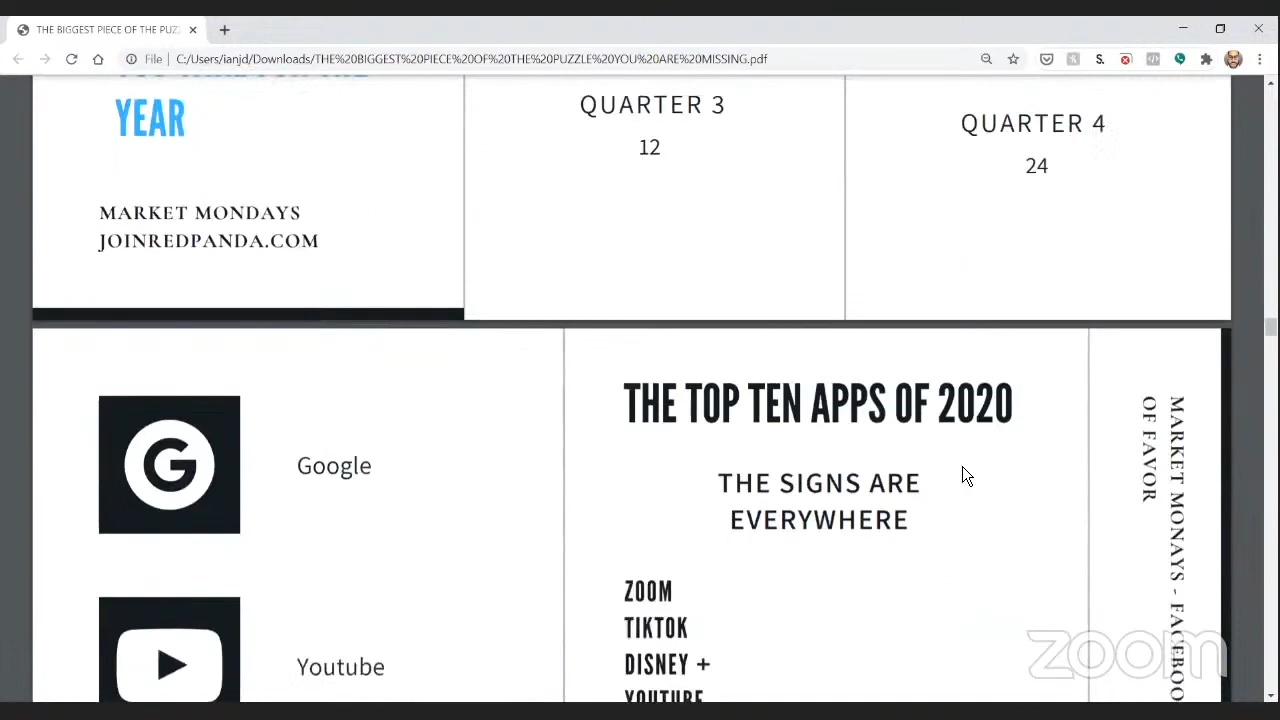 THE BIGGEST PIECE OF THE PUZ
File
C:/Users/ianjd/Downloads/THE%20BIGGEST%20PIECE%20OF%20THE%20PUZZLE%20YOU%20ARE%20MISSING.pdf
YEAR
MARKET MONDAYS
JOINREDPANDA.COM
QUARTER 3
12
QUARTER 4
24
Google
Youtube
THE TOP TEN APPS OF 2020
THE SIGNS ARE
EVERYWHERE
ZOOM
TIKTOK
DISNEY +
YOUTUBE
MARKET MONAYS - FACEBOO
OF FAVOR
zoom